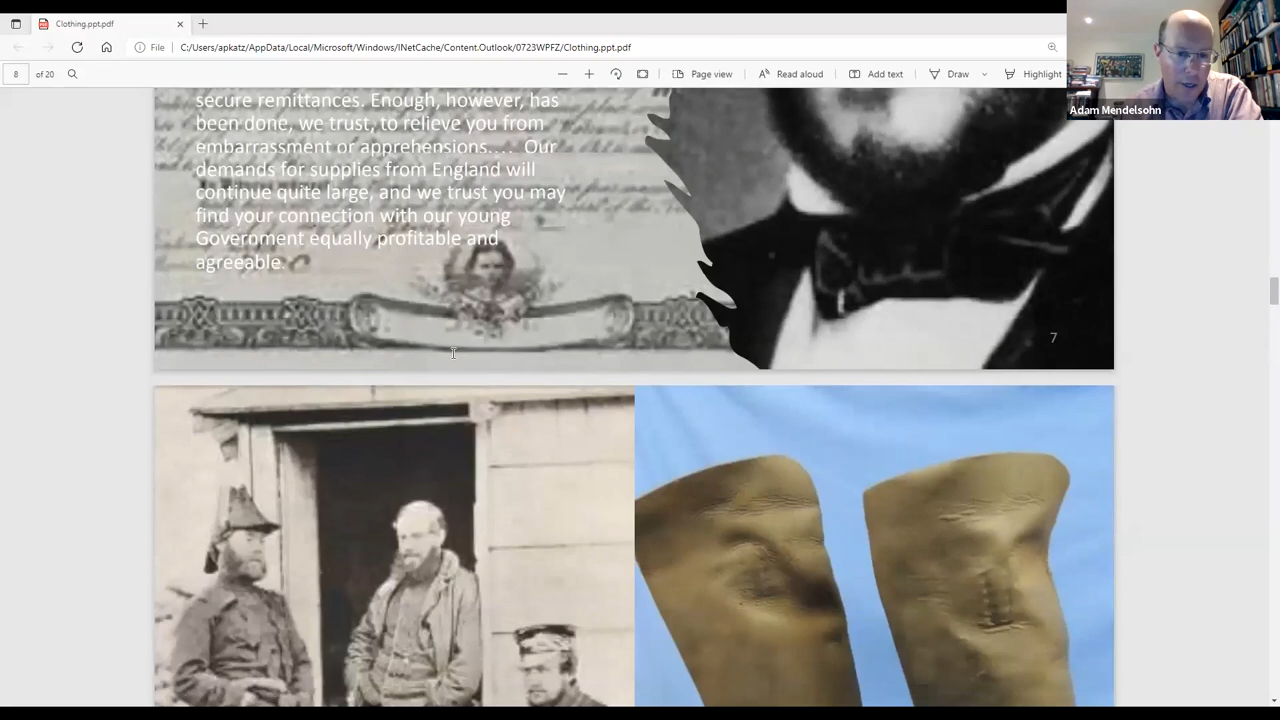 Clothing.ppt.pdf
File
C:/Users/apkatz/AppData/Local/Microsoft/Windows/INetCache/Content.Outlook/0723WPFZ/Clothing.ppt.pdf
8 of 20
Page view
Read aloud
Add text
Draw
Highlight
Adam Mendelsohn
secure remittances. Enough, however, has
been done, we trust, to relieve you from
embarrassment or apprehensions.... Our
demands for supplies from England will
continue quite large, and we trust you may
find your connection with our young
Government equally profitable and
agreeable.
7